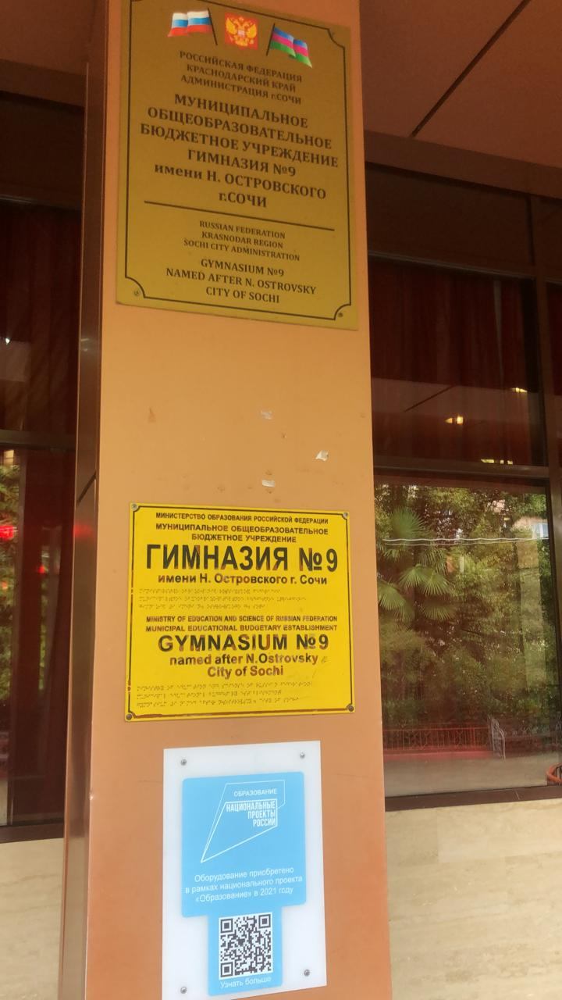 РОССИЙСКАЯ ФЕДЕРАЦИЯ
КРАСНОДАРСКИЙ КРАЙ
АДМИНИСТРАЦИЯ г.СОЧИ
МУНИЦИПАЛЬНОЕ
ОБЩЕОБРАЗОВАТЕЛЬНОЕ
БЮДЖЕТНОЕ УЧРЕЖДЕНИЕ
ГИМНАЗИЯ №9
имени Н. ОСТРОВСКОГО
г.СОЧИ
RUSSIAN FEDERATION
KRASNODAR REGION
SOCHI CITY ADMINISTRATION
GYMNASIUM №9
NAMED AFTER N. OSTROVSKY
CITY OF SOCHI
МИНИСТЕРСТВО ОБРАЗОВАНИЯ РОССИЙСКОЙ ФЕДЕРАЦИИ
МУНИЦИПАЛЬНОЕ ОБЩЕОБРАЗОВАТЕЛЬНОЕ
БЮДЖЕТНОЕ УЧРЕЖДЕНИЕ
ГИМНАЗИЯ №9
имени Н. Островского г. Сочи
MINISTRY OF EDUCATION AND SCIENCE OF RUSSIAN FEDERATION
MUNICIPAL EDUCATIONAL BUDGETARY ESTABLISHMENT
GYMNASIUM №9
named after N.Ostrovsky
City of Sochi
ОБРАЗОВАНИЕ
НАЦИОНАЛЬНЫЕ
ПРОЕКТЫ
РОССИИ
Оборудование приобретено
в рамках национального проекта
«Образование» в 2021 году
Узнать больше